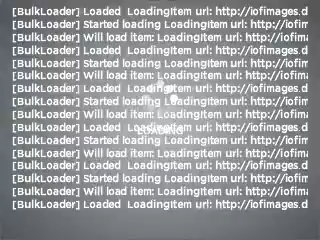 [BulkLoader] Loaded LoadingItem url: http://iofimages.d
[BulkLoader] Started loading LoadingItem url: http://iofim
[BulkLoader] Will load item: LoadingItem url: http://iofima
[BulkLoader] Loaded LoadingItem url: http://iofimages.d
[BulkLoader] Started loading LoadingItem url: http://iofim
[BulkLoader] Will load item: LoadingItem url: http://iofima
[BulkLoader] Loaded LoadingItem url: http://iofimages.d
[BulkLoader] Started loading LoadingItem url: http://iofim
[BulkLoader] Will load item: LoadingItem url: http://iofima
[BulkLoader] Loaded LoadingItem url: http://iofimages.d
LOADING
[BulkLoader] Started loading LoadingItem url: http://iofim
[BulkLoader] Will load item: LoadingItem url: http://iofima
[BulkLoader] Loaded LoadingItem url: http://iofimages.d
[BulkLoader] Started loading LoadingItem url: http://iofim
[BulkLoader] Will load item: LoadingItem url: http://iofima
[BulkLoader] Loaded LoadingItem url: http://iofimages.d